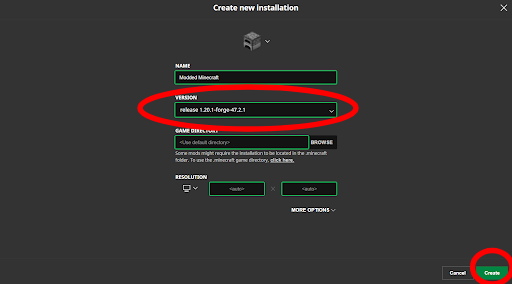 Create new installation
NAME
Modded Minecraft
VERSION
release 1.20.1-forge-47.2.1
GAME DIRECTORY
<Use default directory>
BROWSE
Some mods might require the installation to be located in the .minecraft
folder. To use the .minecraft game directory, click here.
RESOLUTION
<auto> × <auto>
MORE OPTIONS
Cancel Create